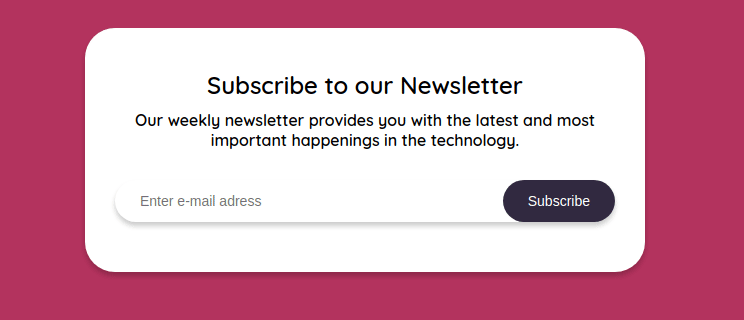 Subscribe to our Newsletter
Our weekly newsletter provides you with the latest and most
important happenings in the technology.
Enter e-mail adress
Subscribe